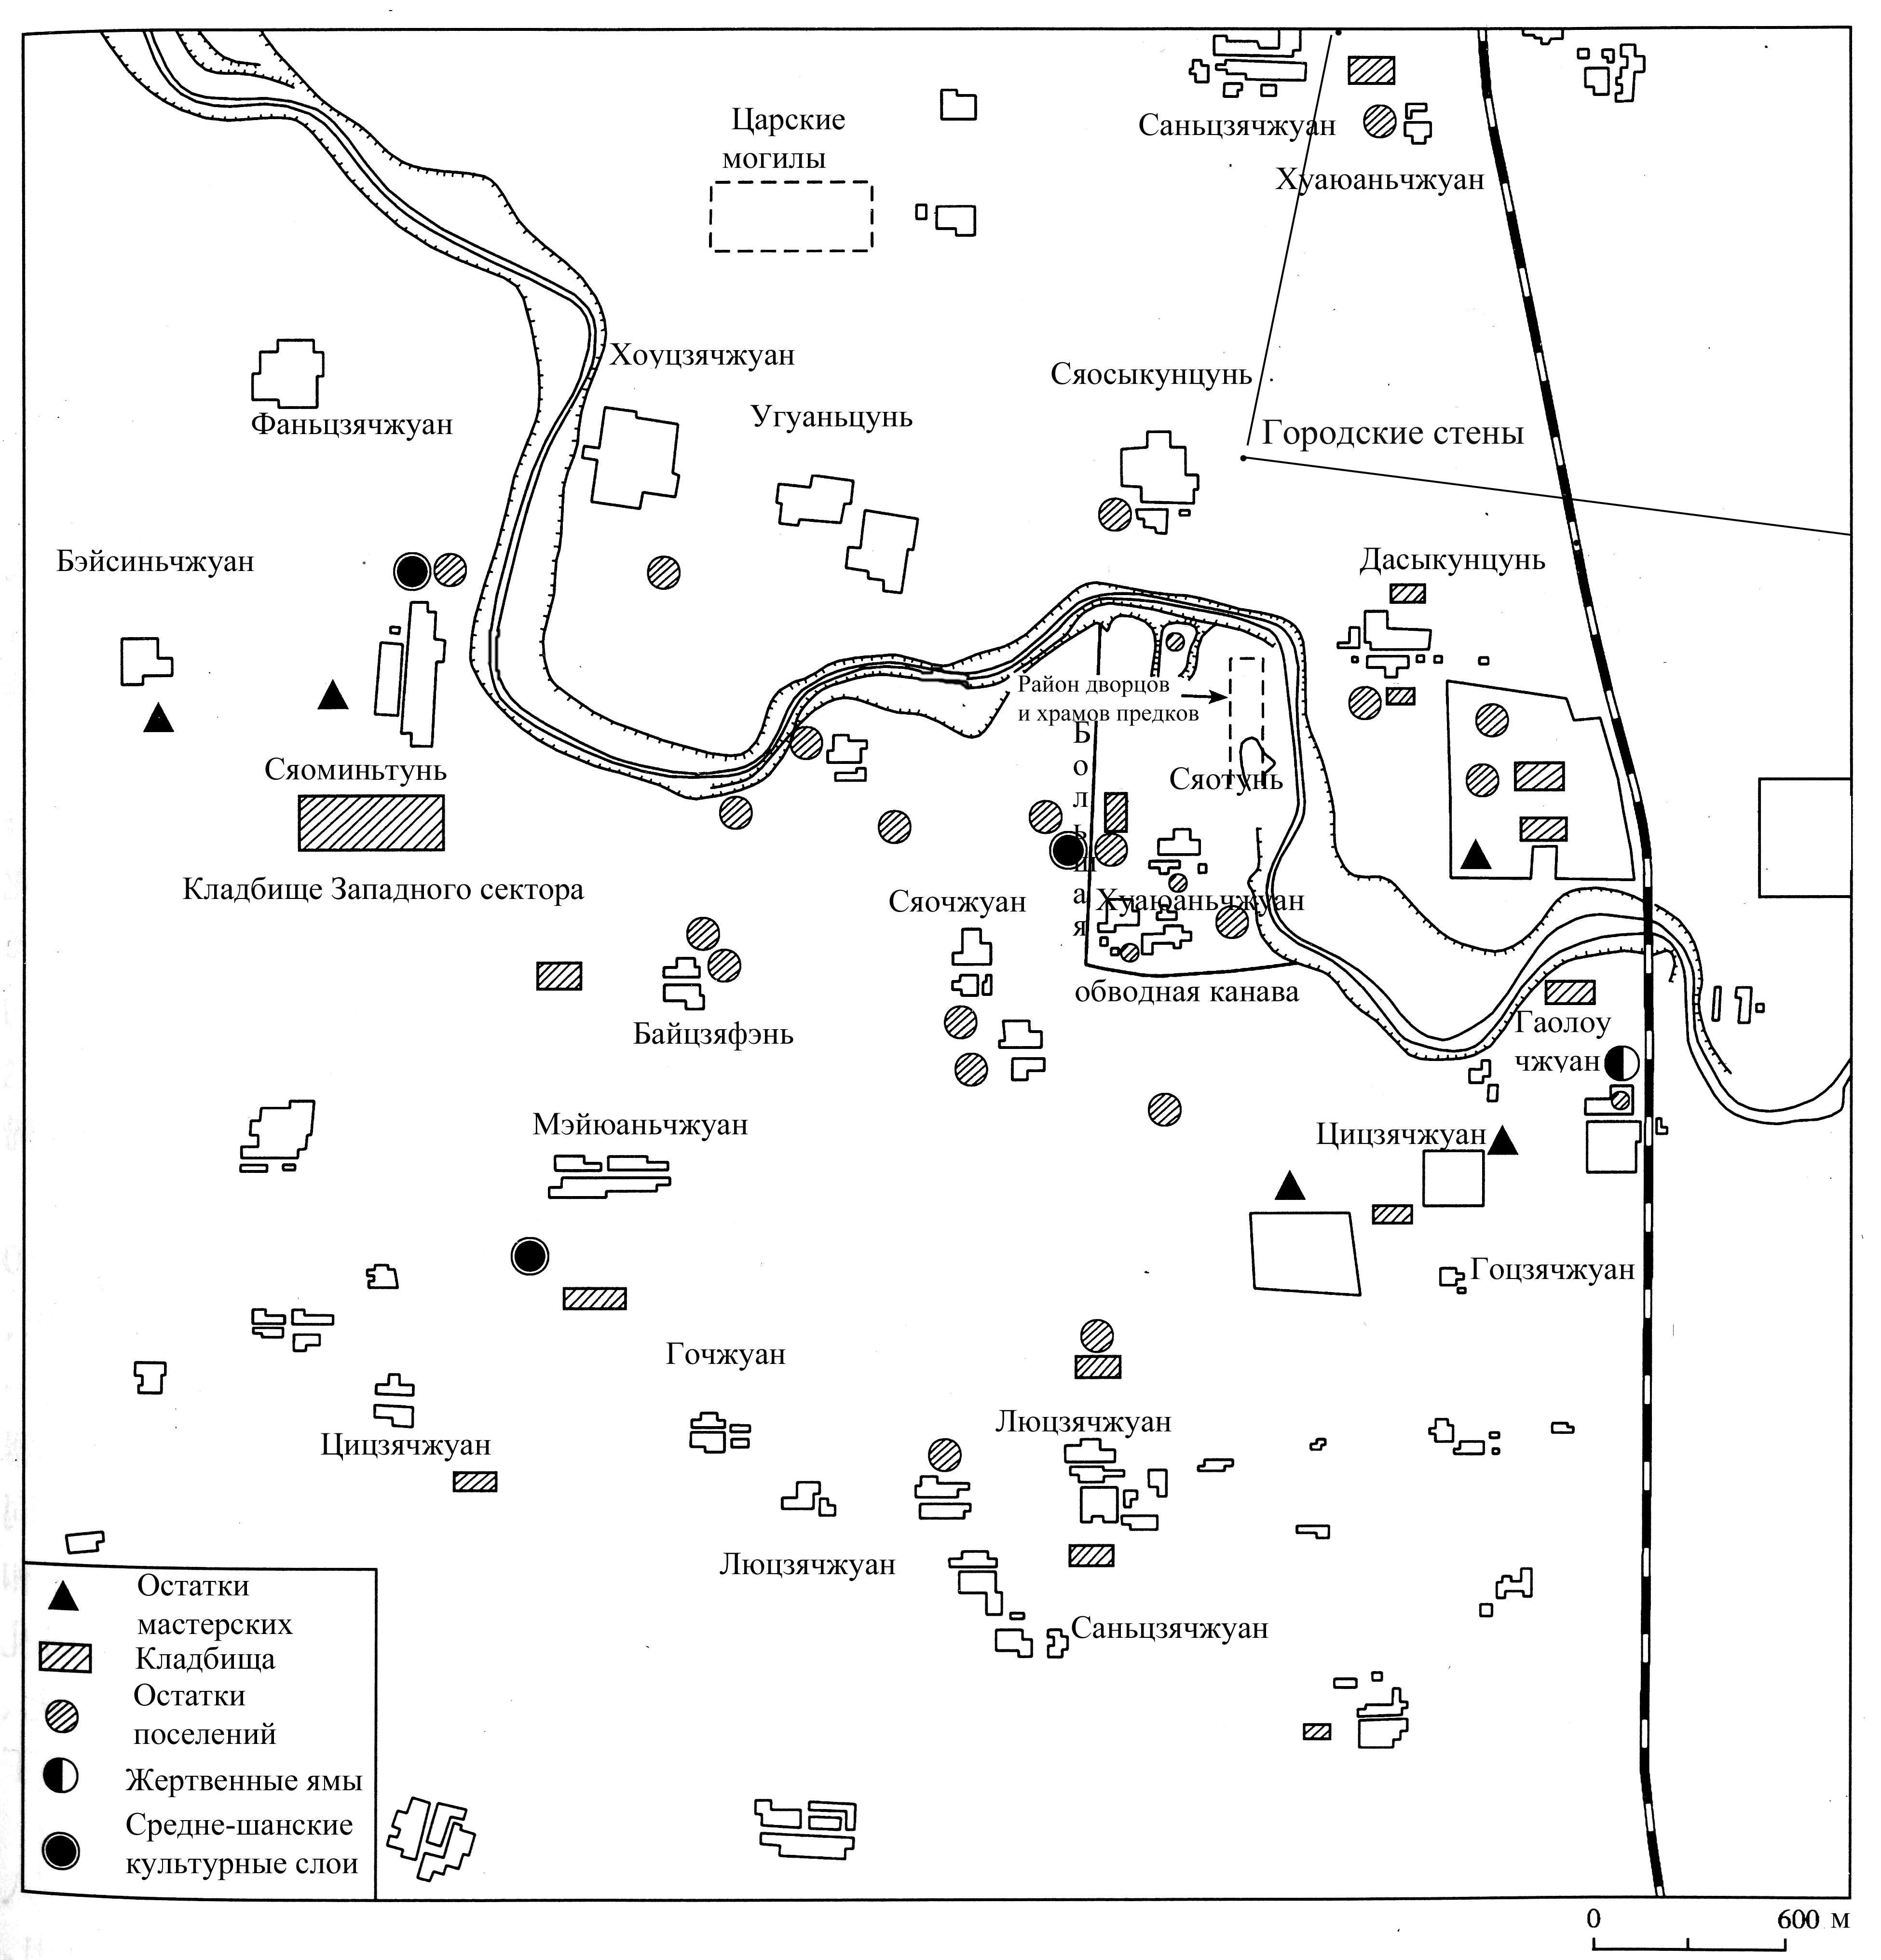 Царские
могилы
Саньцзячжуан
Хуаюаньчжуан
Хоуцзячжуан
Сяосыкунцунь
Фаньцзячжуан
Угуаньцунь
Городские стены
Бэйсиньчжуан
Дасыкунцунь
Район дворцов
и храмов предков
Большая
Сяоминьтунь
Сяотунь
Кладбище Западного сектора
Сяочжуан
Хуаюаньчжуан
обводная канава
Байцзяфэнь
Гаолоу
чжуан
Мэйюаньчжуан
Цицзячжуан
Гоцзячжуан
Гочжуан
Люцзячжуан
Цицзячжуан
Люцзячжуан
Саньцзячжуан
Остатки
мастерских
Кладбища
Остатки
поселений
Жертвенные ямы
Средне-шанские
культурные слои
0 600 м